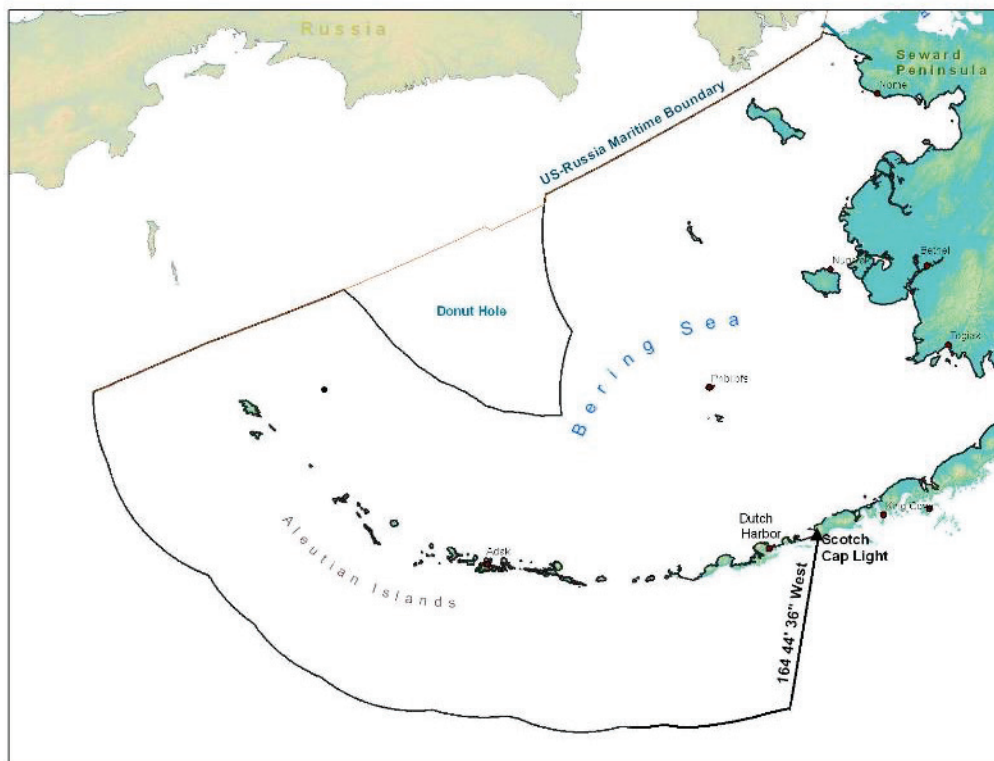 Russia
Seward
Peninsula
Nome
US-Russia Maritime Boundary
Bethel
Donut Hole
Togiak
Bering Sea
Dutch
Harbor
Scotch
Cap Light
Adak
Aleutian Islands
164 44' 36" West